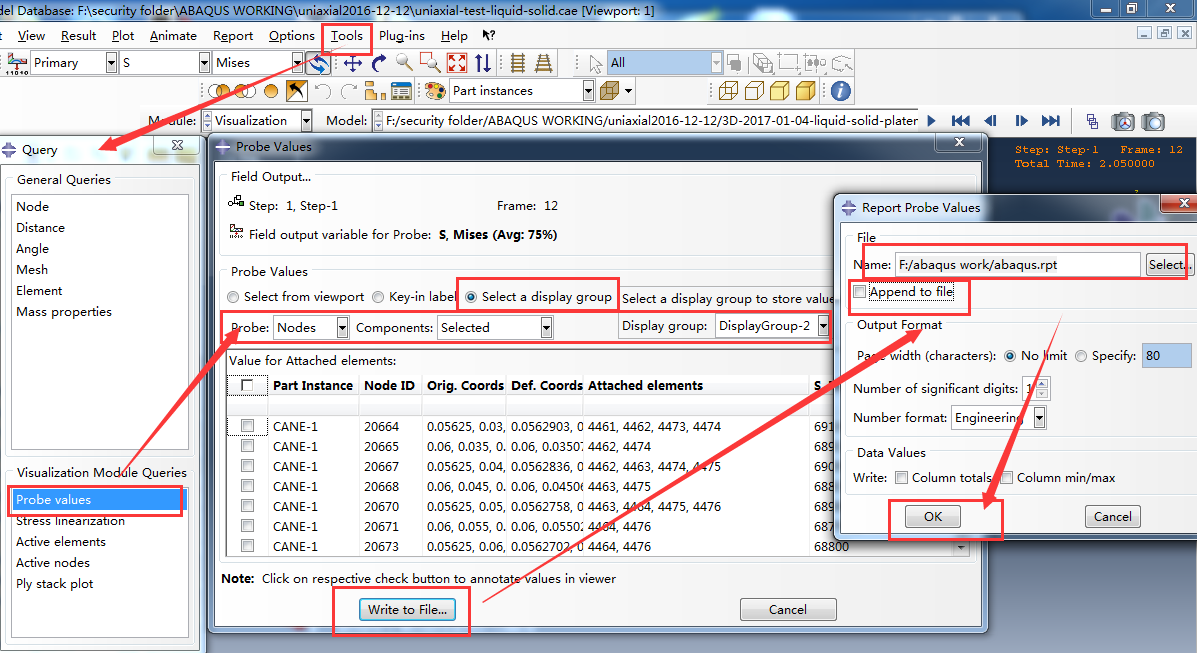 del Database: F:\security folder\ABAQUS WORKING\uniaxial2016-12-12\uniaxial-test-liquid-solid.cae [Viewport: 1]
View Result Plot Animate Report Options Tools Plug-ins Help
Primary S Mises All
Part instances
Module: Visualization Model: F:/security folder/ABAQUS WORKING/uniaxial2016-12-12/3D-2017-01-04-liquid-solid-plater
Step: Step-1 Frame: 12
Total Time: 2.050000
Query
General Queries
Node
Distance
Angle
Mesh
Element
Mass properties
Visualization Module Queries
Probe values
Stress linearization
Active elements
Active nodes
Ply stack plot
Probe Values
Field Output...
Step: 1, Step-1 Frame: 12
Field output variable for Probe: S, Mises (Avg: 75%)
Probe Values
Select from viewport Key-in label Select a display group Select a display group to store value
Probe: Nodes Components: Selected Display group: DisplayGroup-2
Value for Attached elements:
Part Instance Node ID Orig. Coords Def. Coords Attached elements S,
CANE-1 20664 0.05625, 0.03, 0.0562903, 0 4461, 4462, 4473, 4474 691
CANE-1 20665 0.06, 0.035, 0.06, 0.03507 4462, 4474 689
CANE-1 20667 0.05625, 0.04, 0.0562836, 0 4462, 4463, 4474, 4475 690
CANE-1 20668 0.06, 0.045, 0.06, 0.04506 4463, 4475 688
CANE-1 20670 0.05625, 0.05, 0.0562758, 0 4463, 4464, 4475, 4476 689
CANE-1 20671 0.06, 0.055, 0.06, 0.05502 4464, 4476 687
CANE-1 20673 0.05625, 0.06, 0.0562702, 0 4464, 4476 68800
Note: Click on respective check button to annotate values in viewer
Write to File... Cancel
Report Probe Values
File
Name: F:/abaqus work/abaqus.rpt Select...
Append to file
Output Format
Page width (characters): No limit Specify: 80
Number of significant digits: 1
Number format: Engineering
Data Values
Write: Column totals Column min/max
OK Cancel